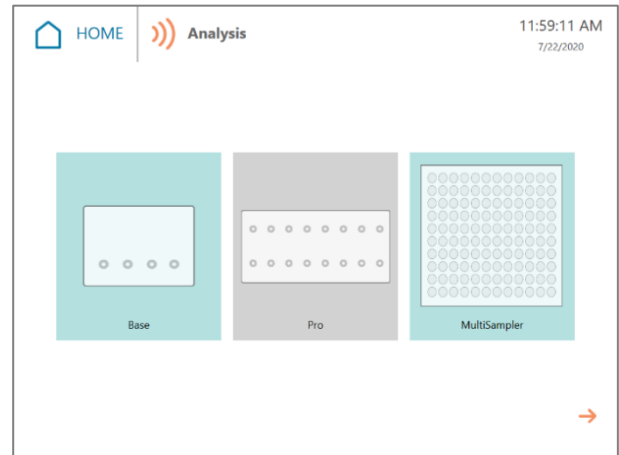 HOME
Analysis
11:59:11 AM
7/22/2020
Base
Pro
MultiSampler